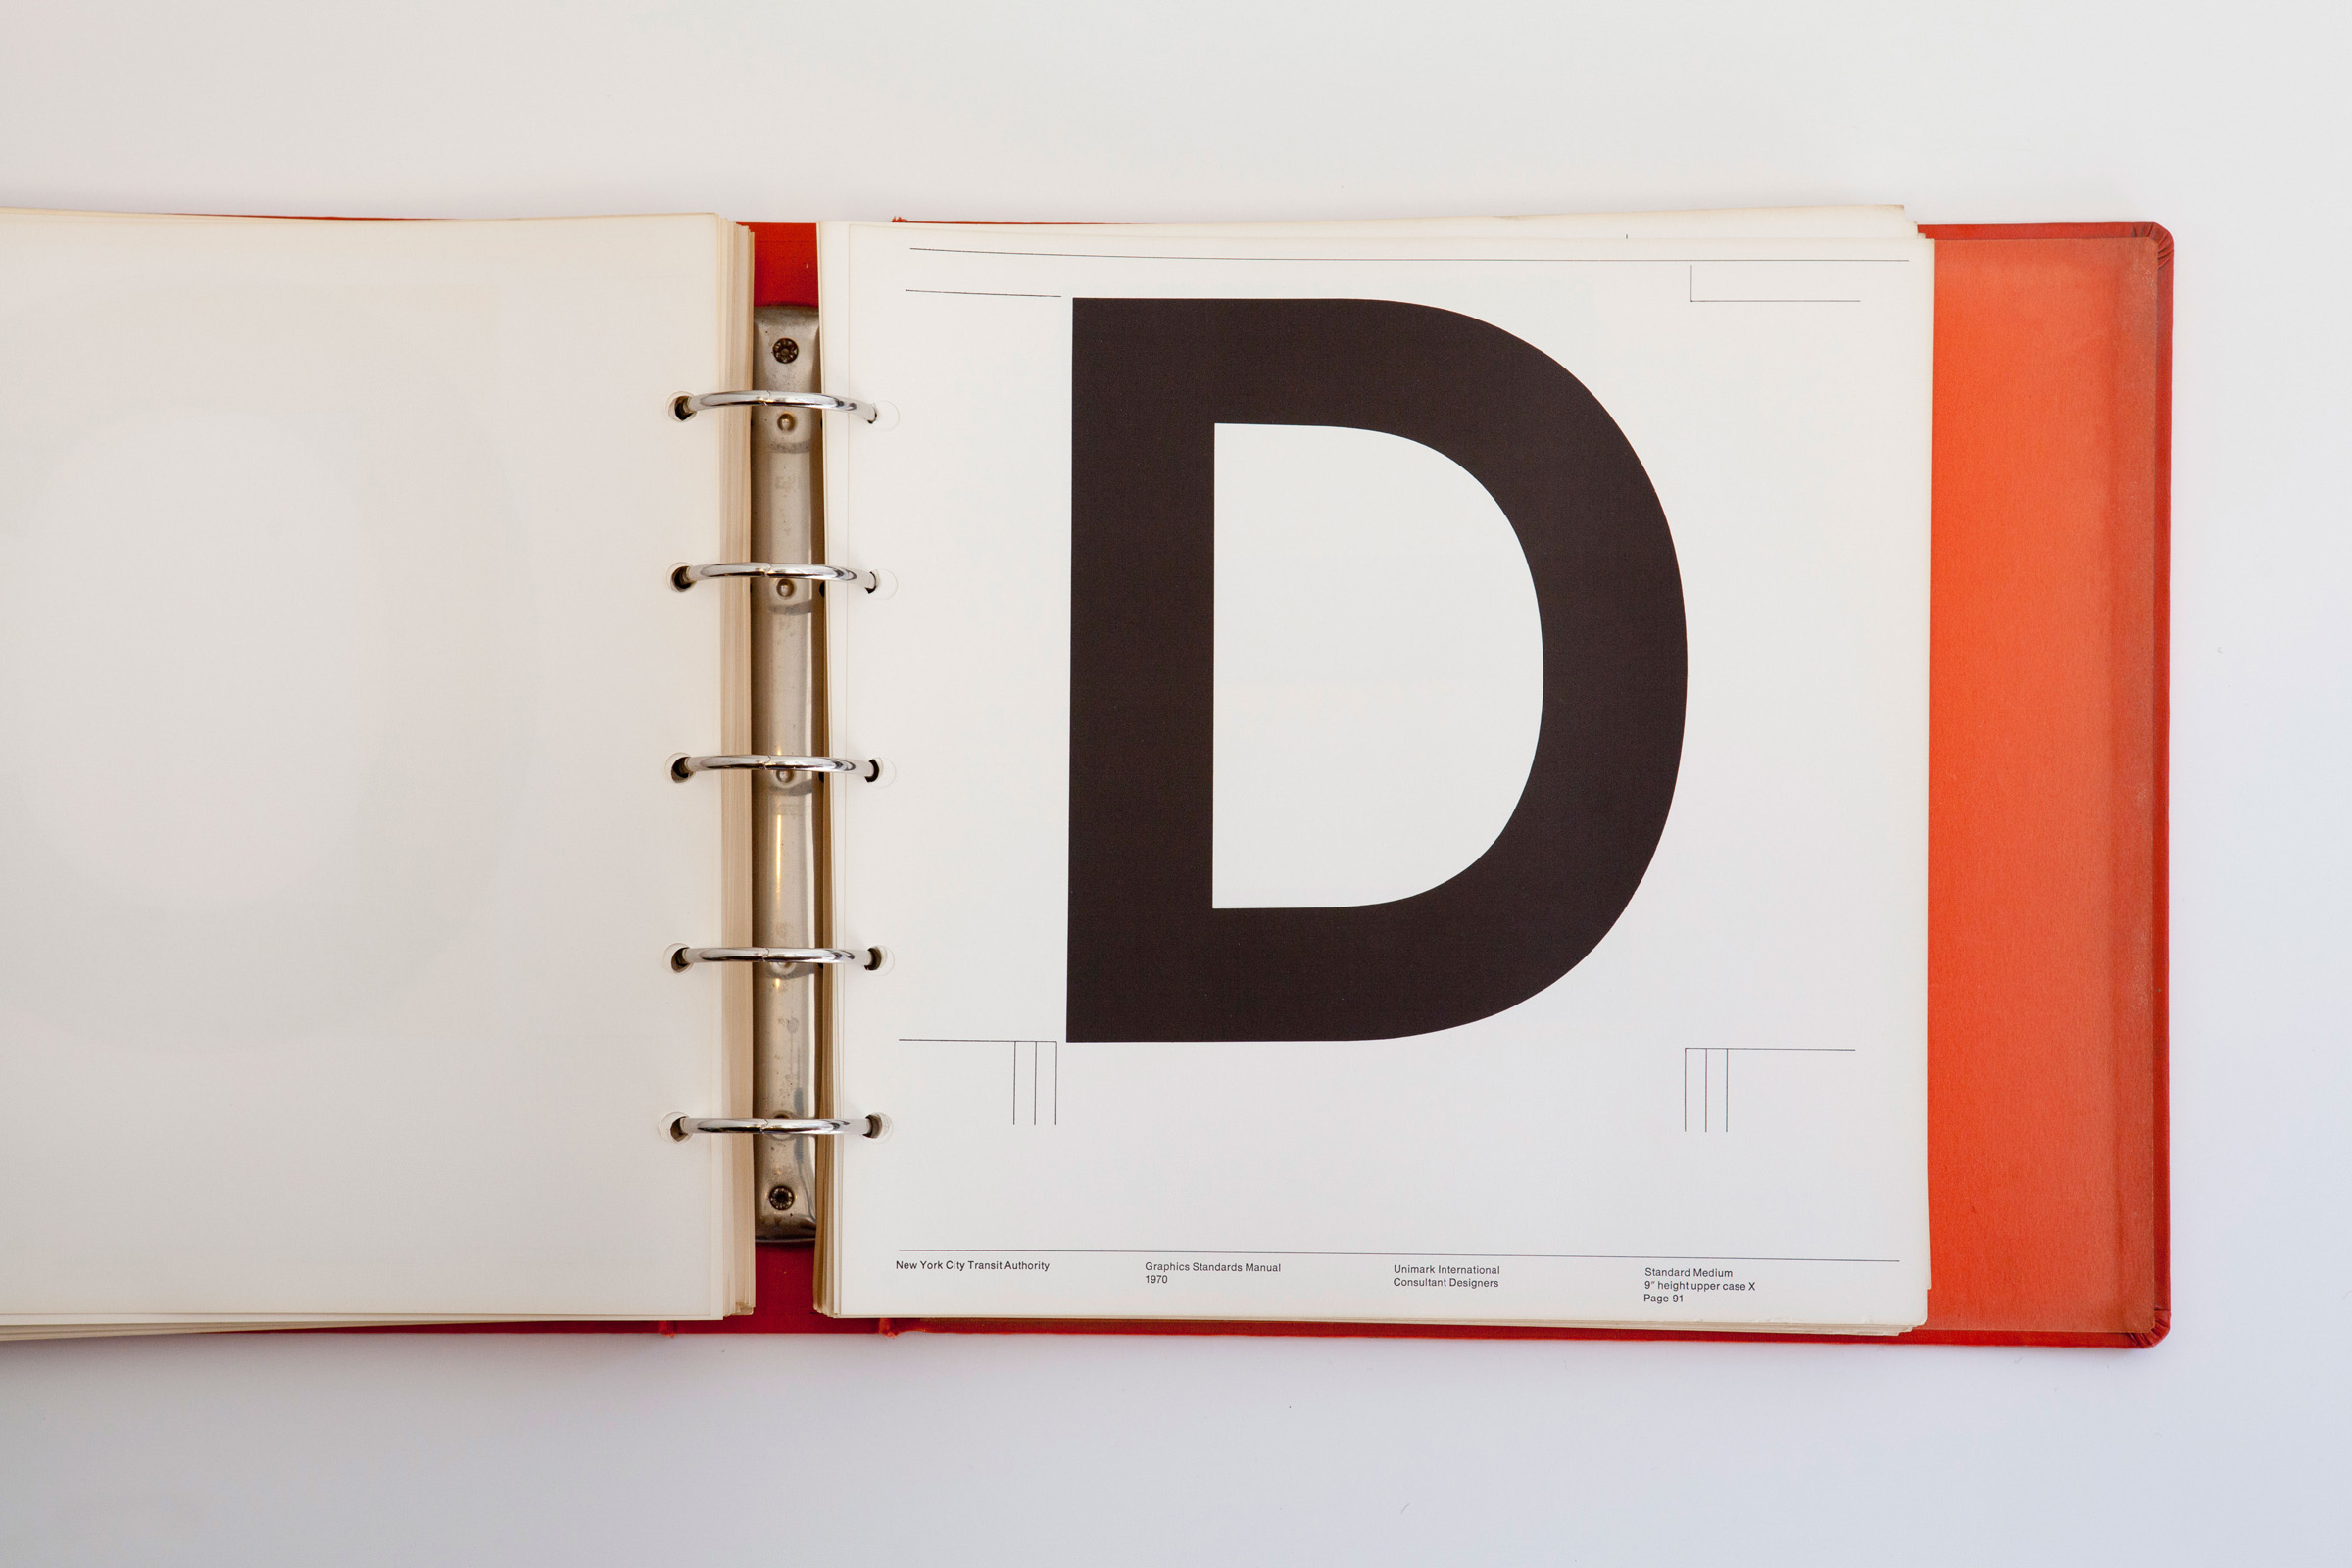 D
New York City Transit Authority
Graphics Standards Manual
1970
Unimark International
Consultant Designers
Standard Medium
9" height upper case X
Page 91